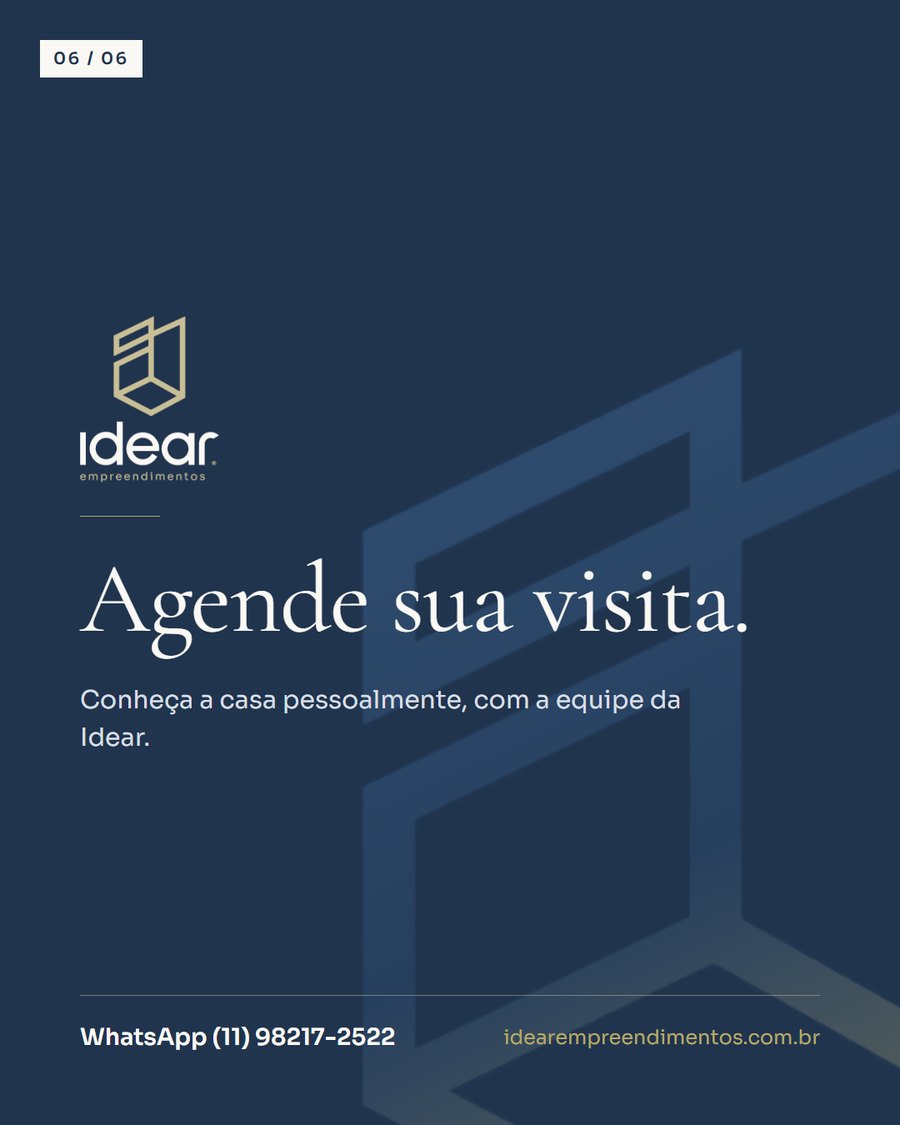 06 / 06
idear
empreendimentos
Agende sua visita.
Conheça a casa pessoalmente, com a equipe da
Idear.
WhatsApp (11) 98217-2522
idearempreendimentos.com.br